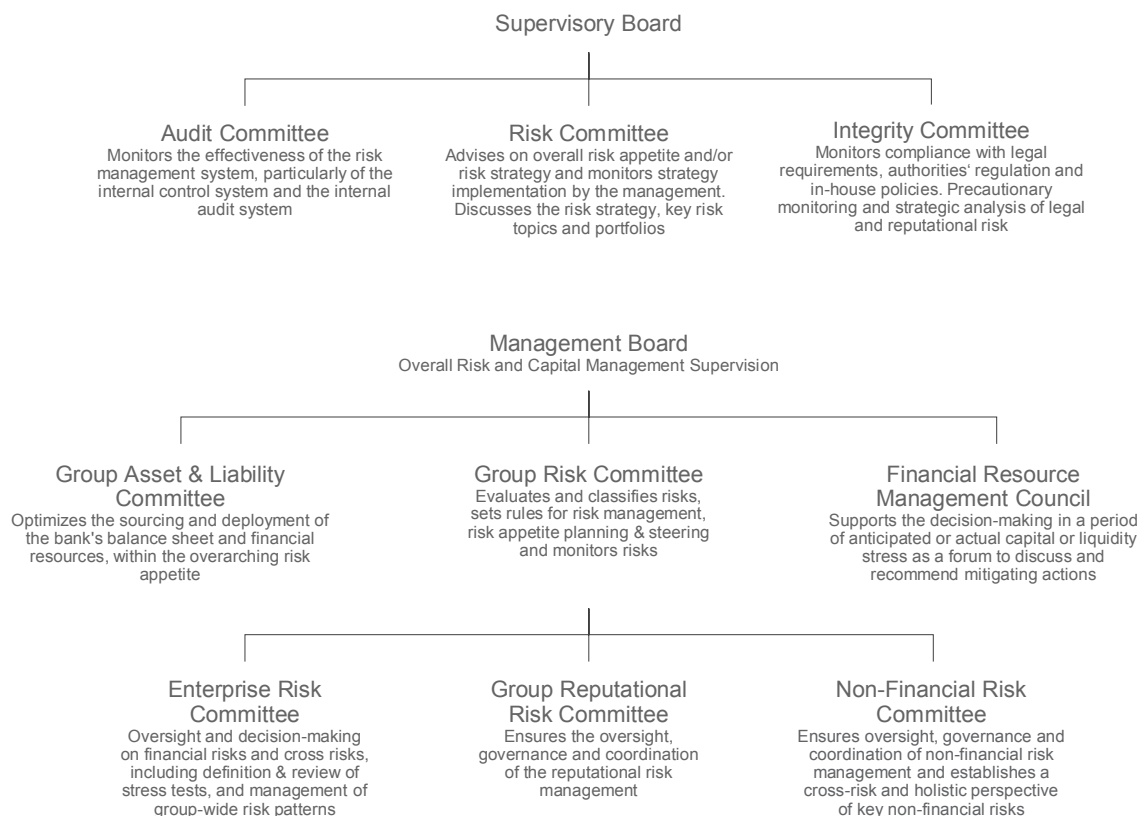 Supervisory Board
Audit Committee
Monitors the effectiveness of the risk
management system, particularly of the
internal control system and the internal
audit system
Risk Committee
Advises on overall risk appetite and/or
risk strategy and monitors strategy
implementation by the management.
Discusses the risk strategy, key risk
topics and portfolios
Integrity Committee
Monitors compliance with legal
requirements, authorities‘ regulation and
in-house policies. Precautionary
monitoring and strategic analysis of legal
and reputational risk
Management Board
Overall Risk and Capital Management Supervision
Group Asset & Liability
Committee
Optimizes the sourcing and deployment of
the bank's balance sheet and financial
resources, within the overarching risk
appetite
Group Risk Committee
Evaluates and classifies risks,
sets rules for risk management,
risk appetite planning & steering
and monitors risks
Financial Resource
Management Council
Supports the decision-making in a period
of anticipated or actual capital or liquidity
stress as a forum to discuss and
recommend mitigating actions
Enterprise Risk
Committee
Oversight and decision-making
on financial risks and cross risks,
including definition & review of
stress tests, and management of
group-wide risk patterns
Group Reputational
Risk Committee
Ensures the oversight,
governance and coordination
of the reputational risk
management
Non-Financial Risk
Committee
Ensures oversight, governance and
coordination of non-financial risk
management and establishes a
cross-risk and holistic perspective
of key non-financial risks